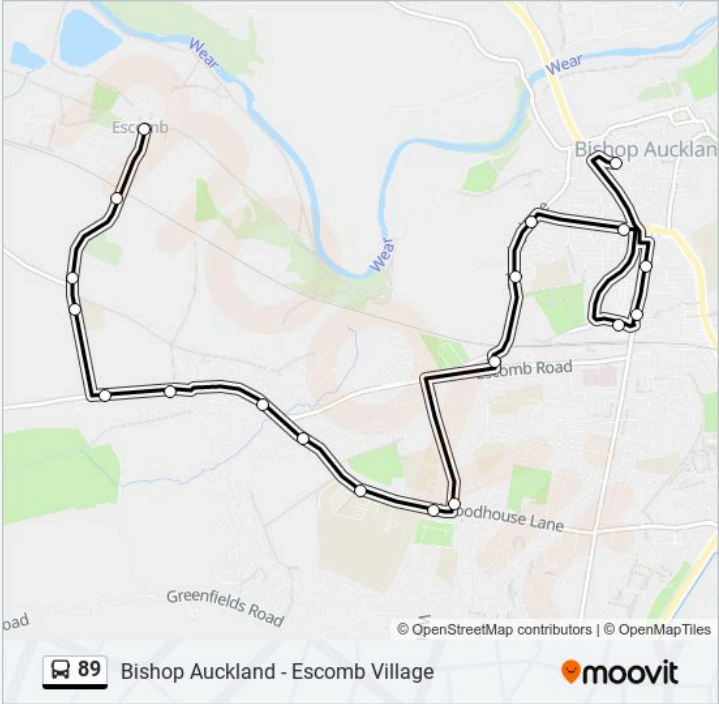 Wear
Wear
Escomb
Bishop Aucklan
Wear
Escomb Road
oodhouse Lane
Greenfields Road
oad
© OpenStreetMap contributors | © OpenMapTiles
89 Bishop Auckland - Escomb Village
moovit